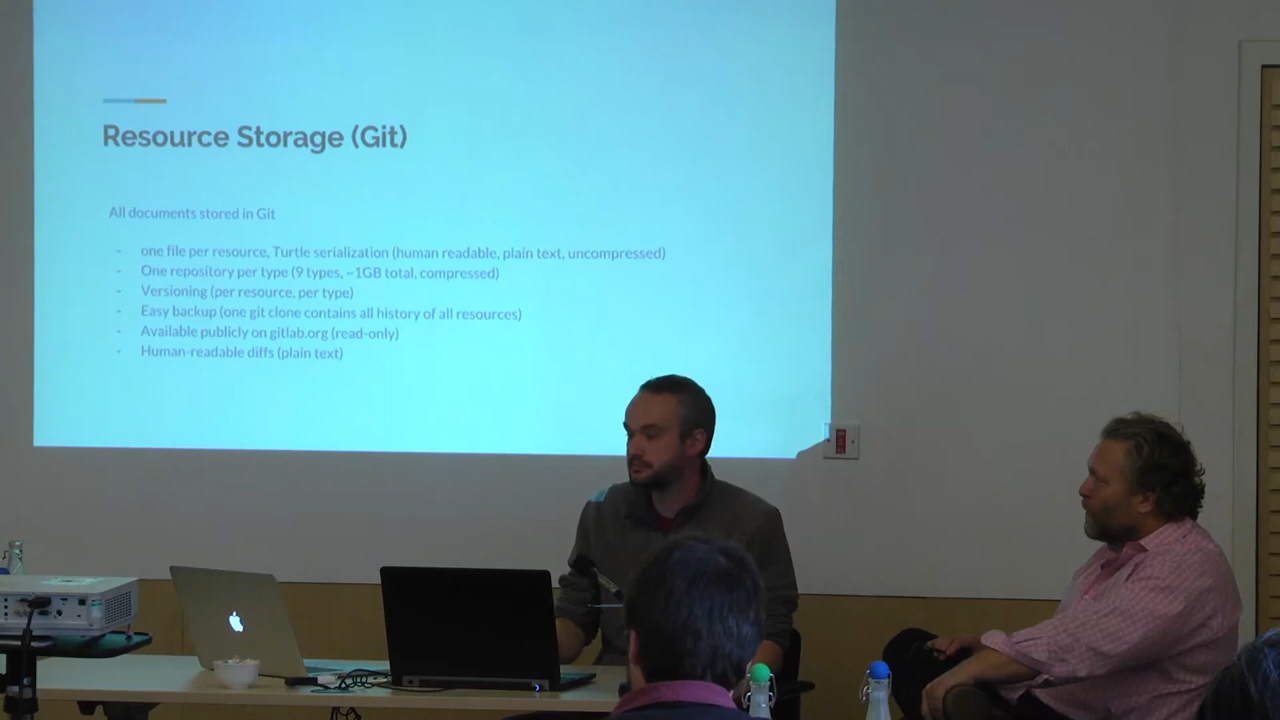 Resource Storage (Git)
All documents stored in Git
- one file per resource, Turtle serialization (human readable, plain text, uncompressed)
- One repository per type (9 types, ~1GB total, compressed)
- Versioning (per resource, per type)
- Easy backup (one git clone contains all history of all resources)
- Available publicly on gitlab.org (read-only)
- Human-readable diffs (plain text)